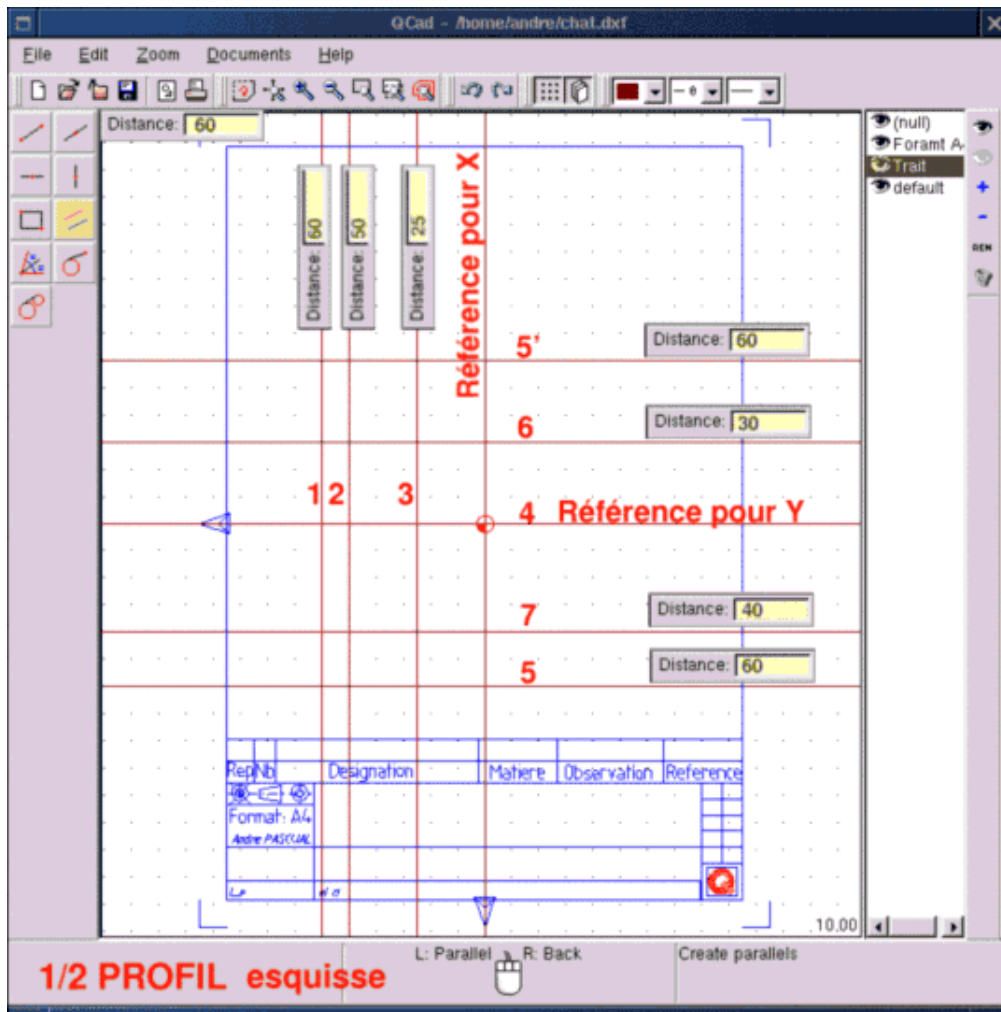 QCad - /home/andre/chat.dxf
File Edit Zoom Documents Help
Distance: 60
(null)
Foramt A-
Trait
default
REM
Distance: 60
Distance: 50
Distance: 25
Référence pour X
5'
Distance: 60
6
Distance: 30
1 2 3
4 Référence pour Y
7
Distance: 40
5
Distance: 60
Rep Nb Designation Matiere Observation Reference
Format: A4
Andre PASCUAL
10.00
L: Parallel R: Back
Create parallels
1/2 PROFIL esquisse